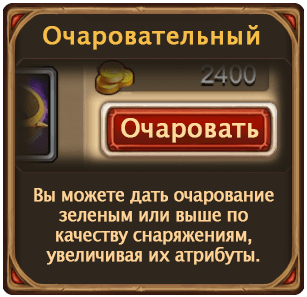 Очаровательный
2400
Очаровать
Вы можете дать очарование
зеленым или выше по
качеству снаряжениям,
увеличивая их атрибуты.